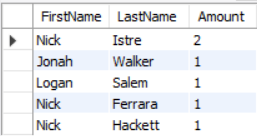 FirstName LastName Amount
Nick Istre 2
Jonah Walker 1
Logan Salem 1
Nick Ferrara 1
Nick Hackett 1